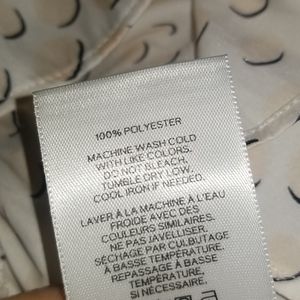 100% POLYESTER
MACHINE WASH COLD
WITH LIKE COLORS.
DO NOT BLEACH.
TUMBLE DRY LOW.
COOL IRON IF NEEDED.
LAVER À LA MACHINE À L'EAU
FROIDE AVEC DES
COULEURS SIMILAIRES.
NE PAS JAVELLISER.
SÉCHAGE PAR CULBUTAGE
À BASSE TEMPÉRATURE.
REPASSAGE À BASSE
TEMPÉRATURE,
SI NÉCESSAIRE.